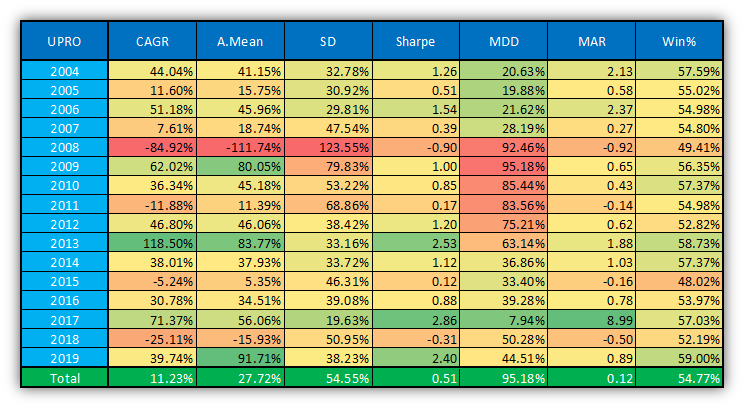 UPRO CAGR A.Mean SD Sharpe MDD MAR Win%
2004 44.04% 41.15% 32.78% 1.26 20.63% 2.13 57.59%
2005 11.60% 15.75% 30.92% 0.51 19.88% 0.58 55.02%
2006 51.18% 45.96% 29.81% 1.54 21.62% 2.37 54.98%
2007 7.61% 18.74% 47.54% 0.39 28.19% 0.27 54.80%
2008 -84.92% -111.74% 123.55% -0.90 92.46% -0.92 49.41%
2009 62.02% 80.05% 79.83% 1.00 95.18% 0.65 56.35%
2010 36.34% 45.18% 53.22% 0.85 85.44% 0.43 57.37%
2011 -11.88% 11.39% 68.86% 0.17 83.56% -0.14 54.98%
2012 46.80% 46.06% 38.42% 1.20 75.21% 0.62 52.82%
2013 118.50% 83.77% 33.16% 2.53 63.14% 1.88 58.73%
2014 38.01% 37.93% 33.72% 1.12 36.86% 1.03 57.37%
2015 -5.24% 5.35% 46.31% 0.12 33.40% -0.16 48.02%
2016 30.78% 34.51% 39.08% 0.88 39.28% 0.78 53.97%
2017 71.37% 56.06% 19.63% 2.86 7.94% 8.99 57.03%
2018 -25.11% -15.93% 50.95% -0.31 50.28% -0.50 52.19%
2019 39.74% 91.71% 38.23% 2.40 44.51% 0.89 59.00%
Total 11.23% 27.72% 54.55% 0.51 95.18% 0.12 54.77%